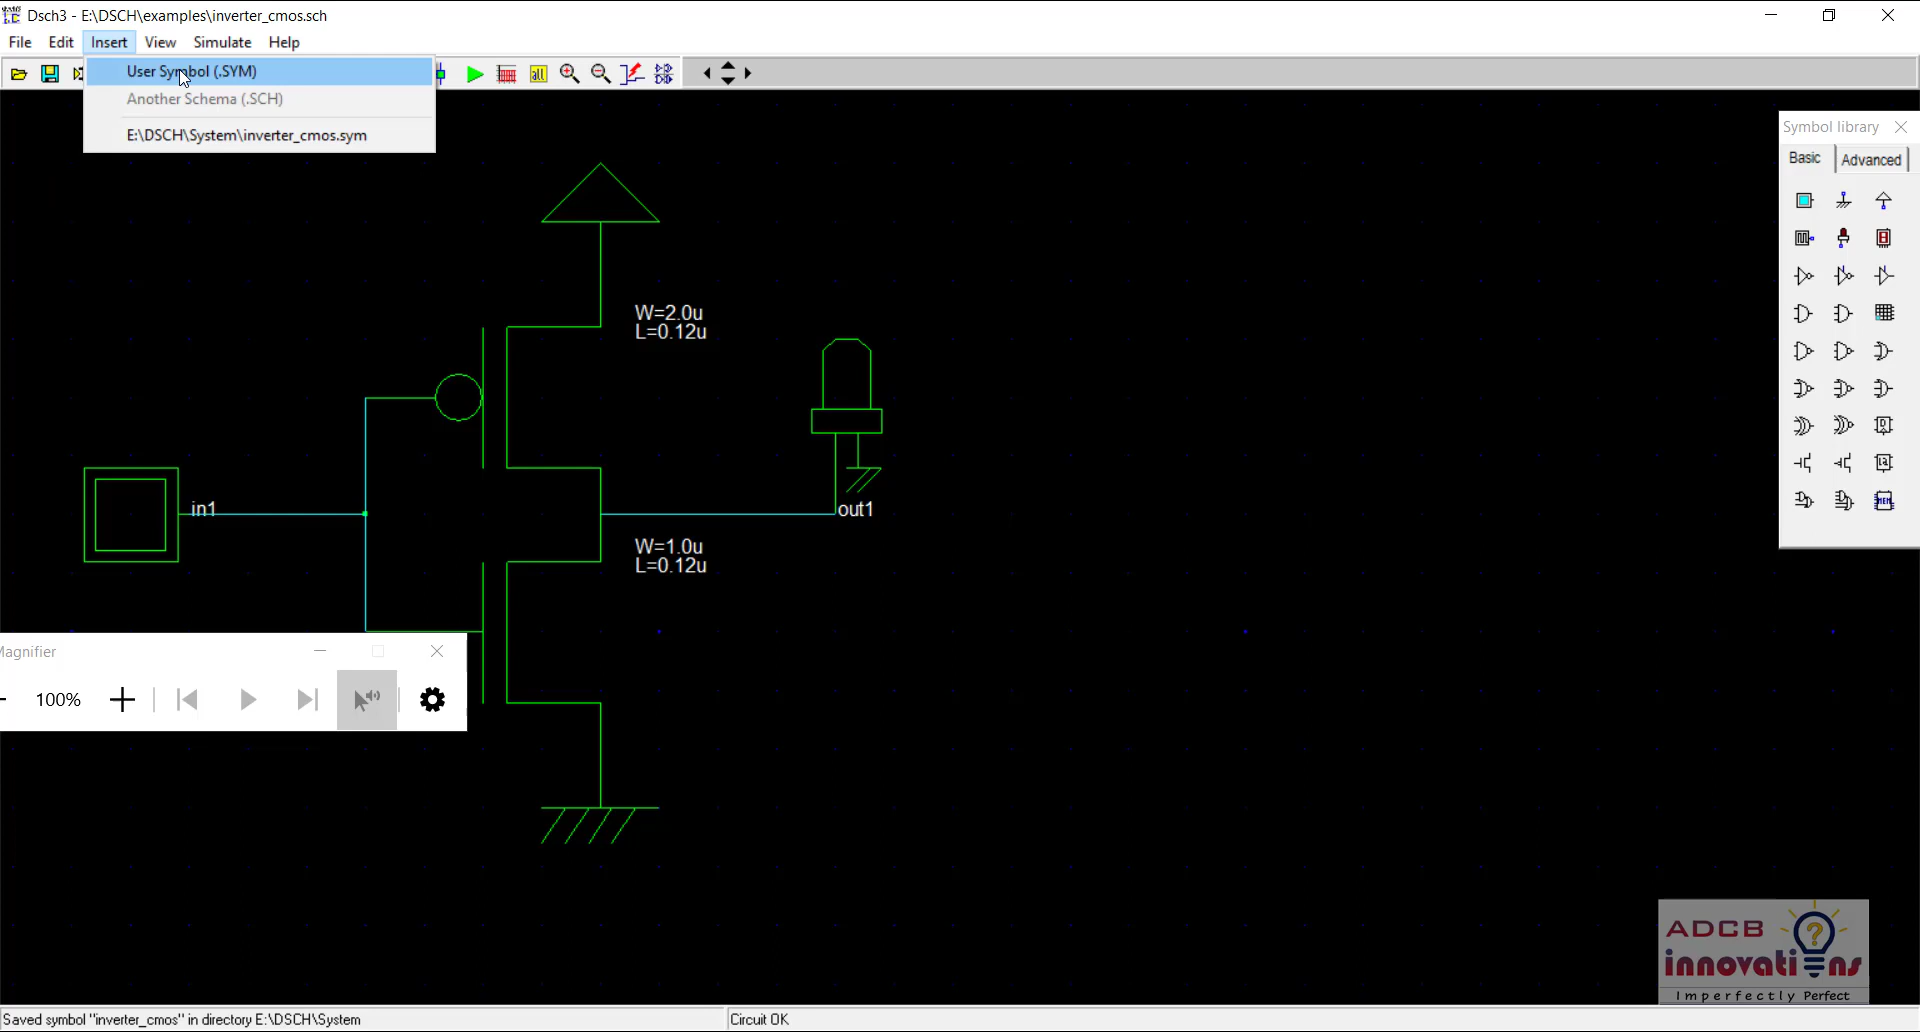 Dsch3 - E:\DSCH\examples\inverter_cmos.sch
File Edit Insert View Simulate Help
User Symbol (.SYM)
Another Schema (.SCH)
E:\DSCH\System\inverter_cmos.sym
all
Symbol library
Basic Advanced
W=2.0u
L=0.12u
in1
out1
W=1.0u
L=0.12u
MEM
Magnifier
100%
ADCB
innovations
Imperfectly Perfect
Saved symbol "inverter_cmos" in directory E:\DSCH\System
Circuit OK